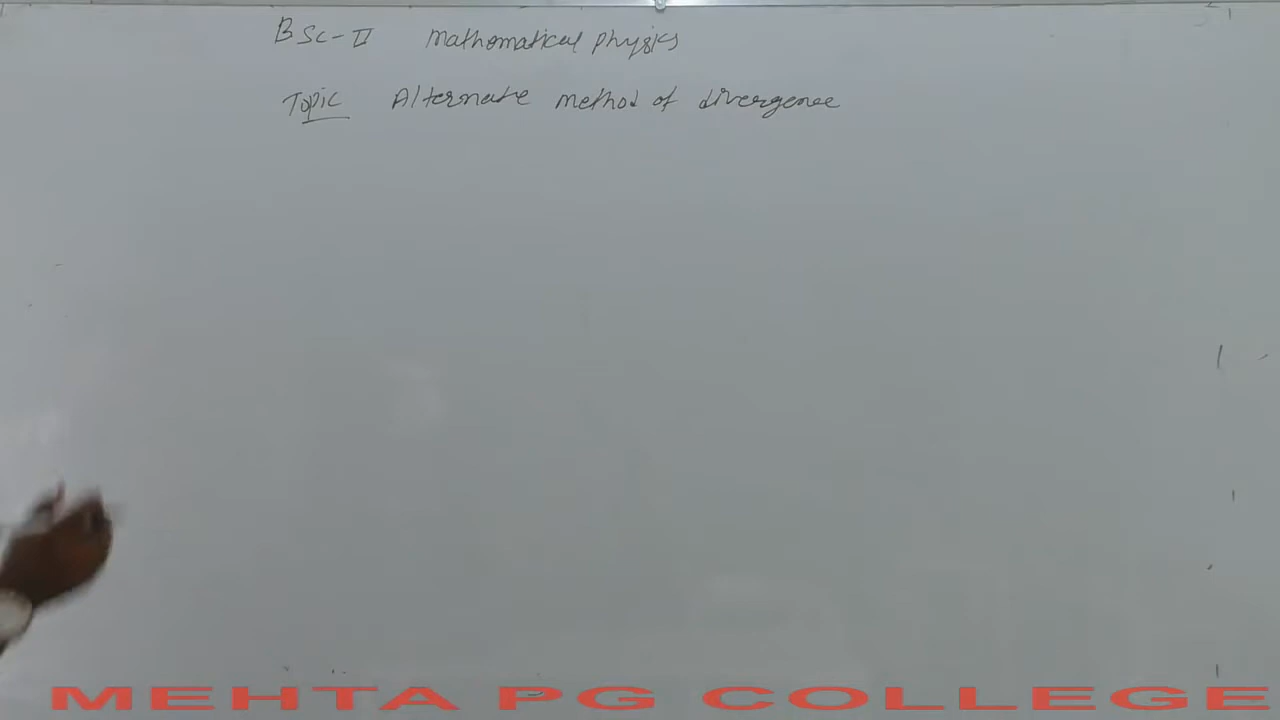 BSc-II Mathematical Physics
Topic Alternate method of divergence
MEHTA PG COLLEGE